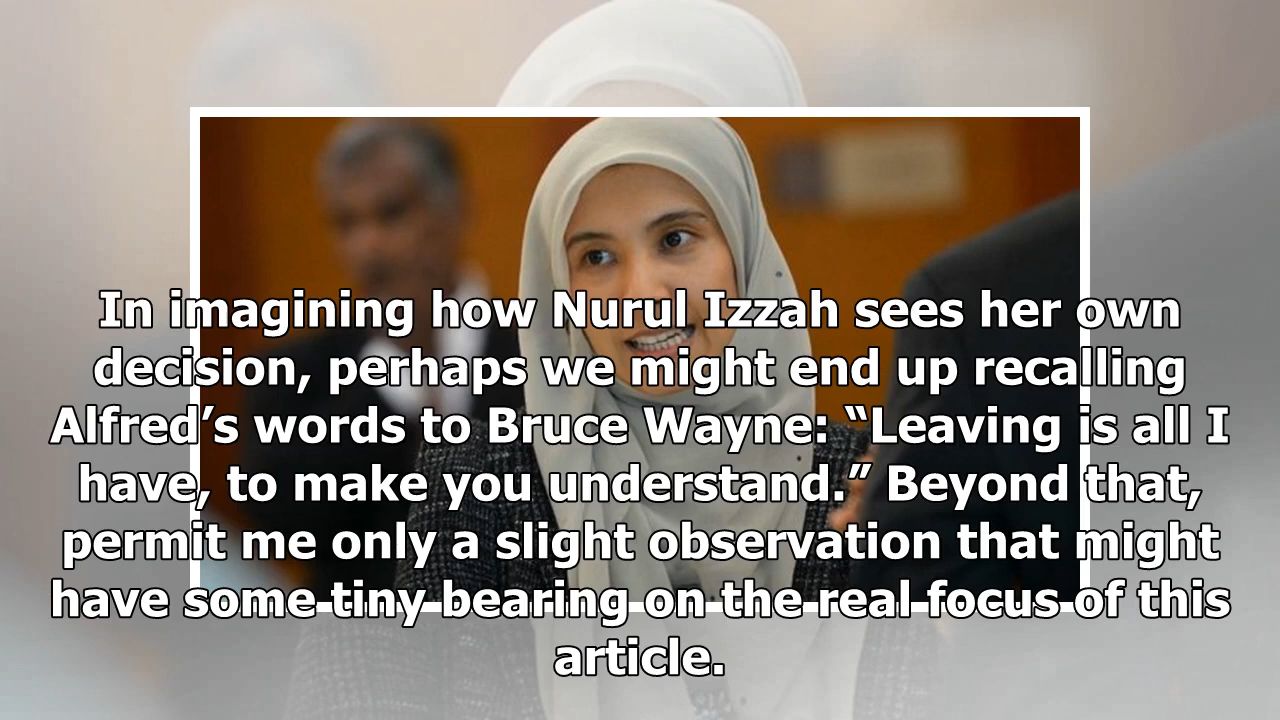 In imagining how Nurul Izzah sees her own
decision, perhaps we might end up recalling
Alfred’s words to Bruce Wayne: “Leaving is all I
have, to make you understand.” Beyond that,
permit me only a slight observation that might
have some tiny bearing on the real focus of this
article.